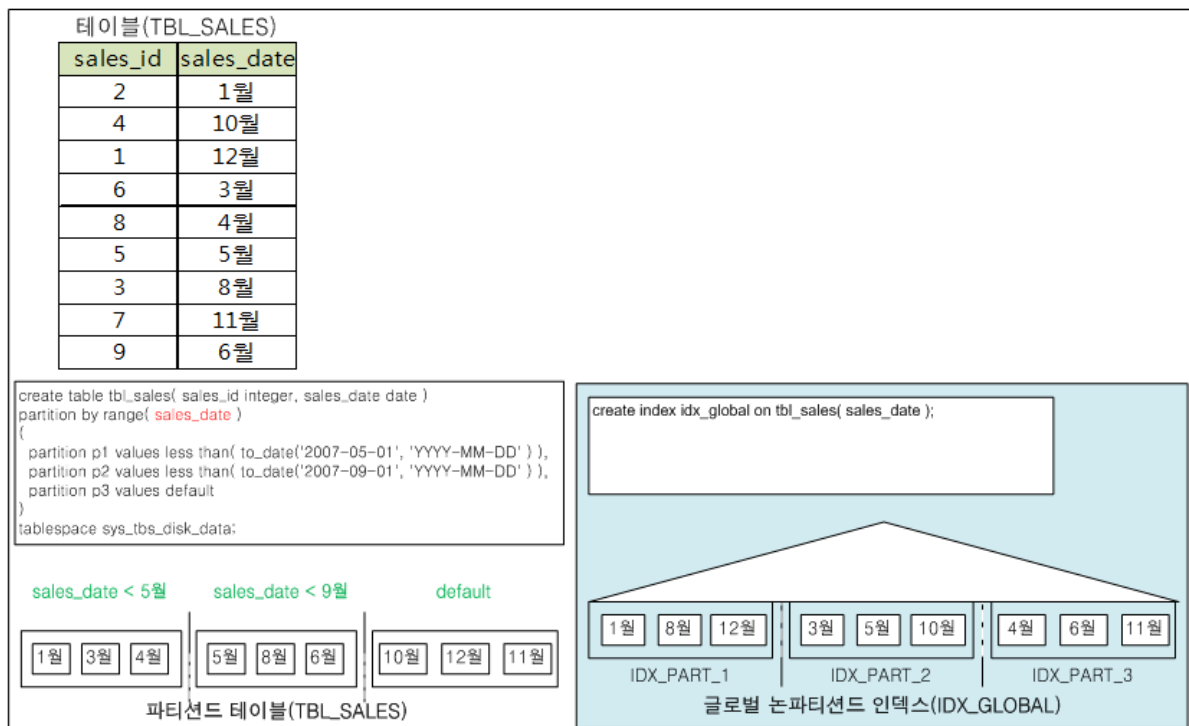 테이블(TBL_SALES)
sales_id sales_date
2 1월
4 10월
1 12월
6 3월
8 4월
5 5월
3 8월
7 11월
9 6월
create table tbl_sales( sales_id integer, sales_date date )
partition by range( sales_date )
(
partition p1 values less than( to_date('2007-05-01', 'YYYY-MM-DD' ) ),
partition p2 values less than( to_date('2007-09-01', 'YYYY-MM-DD' ) ),
partition p3 values default
)
tablespace sys_tbs_disk_data;
sales_date < 5월 sales_date < 9월 default
1월 3월 4월 5월 8월 6월 10월 12월 11월
파티션드 테이블(TBL_SALES)
create index idx_global on tbl_sales( sales_date );
1월 8월 12월 3월 5월 10월 4월 6월 11월
IDX_PART_1 IDX_PART_2 IDX_PART_3
글로벌 논파티션드 인덱스(IDX_GLOBAL)